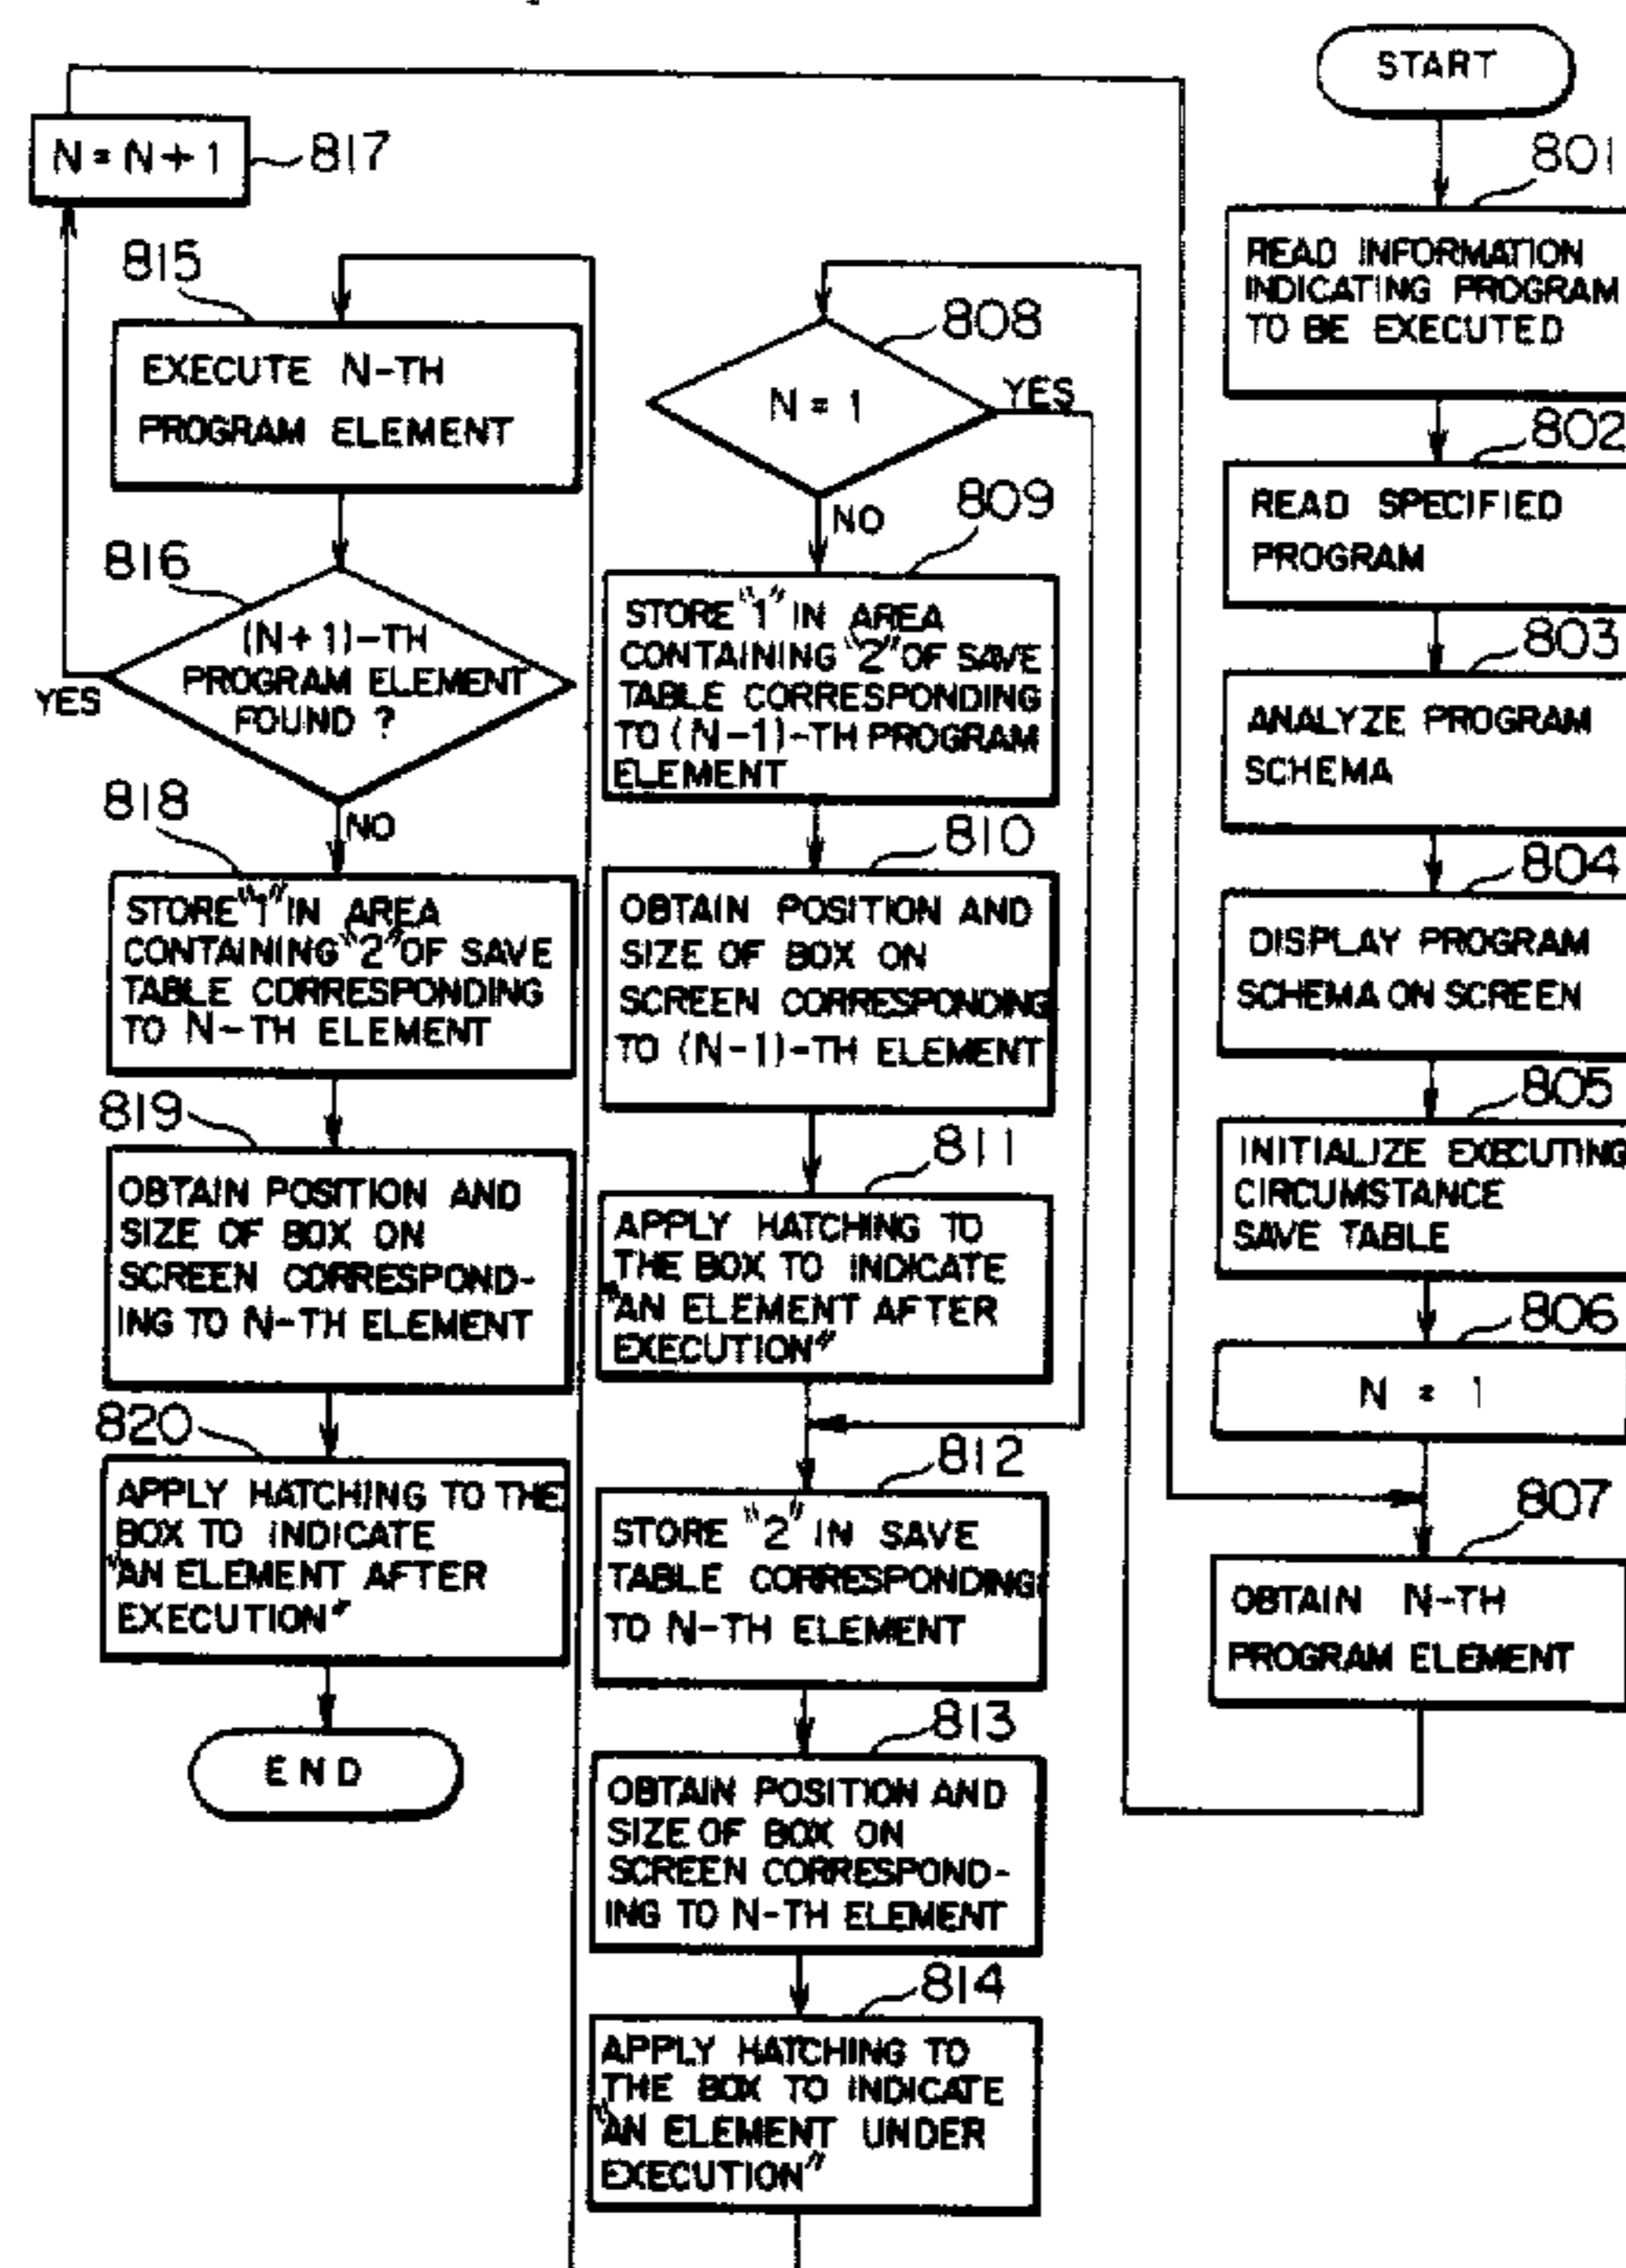 START
801
READ INFORMATION
INDICATING PROGRAM
TO BE EXECUTED
802
READ SPECIFIED
PROGRAM
803
ANALYZE PROGRAM
SCHEMA
804
DISPLAY PROGRAM
SCHEMA ON SCREEN
805
INITIALIZE EXECUTING
CIRCUMSTANCE
SAVE TABLE
806
N = 1
807
OBTAIN N-TH
PROGRAM ELEMENT
808
N = 1
YES
NO
809
STORE "1" IN AREA
CONTAINING "2" OF SAVE
TABLE CORRESPONDING
TO (N-1)-TH PROGRAM
ELEMENT
810
OBTAIN POSITION AND
SIZE OF BOX ON
SCREEN CORRESPONDING
TO (N-1)-TH ELEMENT
811
APPLY HATCHING TO
THE BOX TO INDICATE
"AN ELEMENT AFTER
EXECUTION"
812
STORE "2" IN SAVE
TABLE CORRESPONDING
TO N-TH ELEMENT
813
OBTAIN POSITION AND
SIZE OF BOX ON
SCREEN CORRESPOND-
ING TO N-TH ELEMENT
814
APPLY HATCHING TO
THE BOX TO INDICATE
"AN ELEMENT UNDER
EXECUTION"
815
EXECUTE N-TH
PROGRAM ELEMENT
816
(N+1)-TH
PROGRAM ELEMENT
FOUND ?
YES
NO
N = N + 1
817
818
STORE "1" IN AREA
CONTAINING "2" OF SAVE
TABLE CORRESPONDING
TO N-TH ELEMENT
819
OBTAIN POSITION AND
SIZE OF BOX ON
SCREEN CORRESPOND-
ING TO N-TH ELEMENT
820
APPLY HATCHING TO THE
BOX TO INDICATE
"AN ELEMENT AFTER
EXECUTION"
END